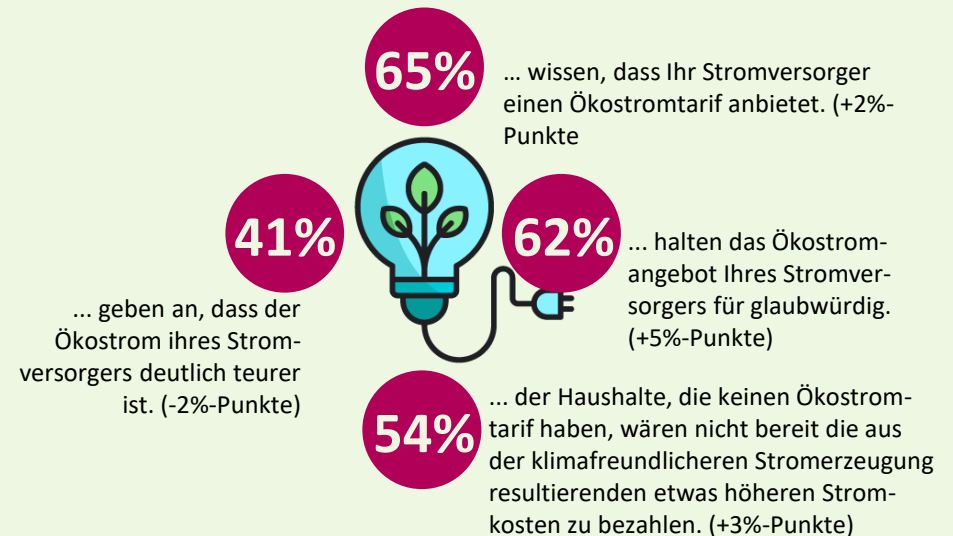 65%
... wissen, dass Ihr Stromversorger
einen Ökostromtarif anbietet. (+2%-
Punkte
41%
... geben an, dass der
Ökostrom ihres Strom-
versorgers deutlich teurer
ist. (-2%-Punkte)
62%
... halten das Ökostrom-
angebot Ihres Stromver-
sorgers für glaubwürdig.
(+5%-Punkte)
54%
... der Haushalte, die keinen Ökostrom-
tarif haben, wären nicht bereit die aus
der klimafreundlicheren Stromerzeugung
resultierenden etwas höheren Strom-
kosten zu bezahlen. (+3%-Punkte)